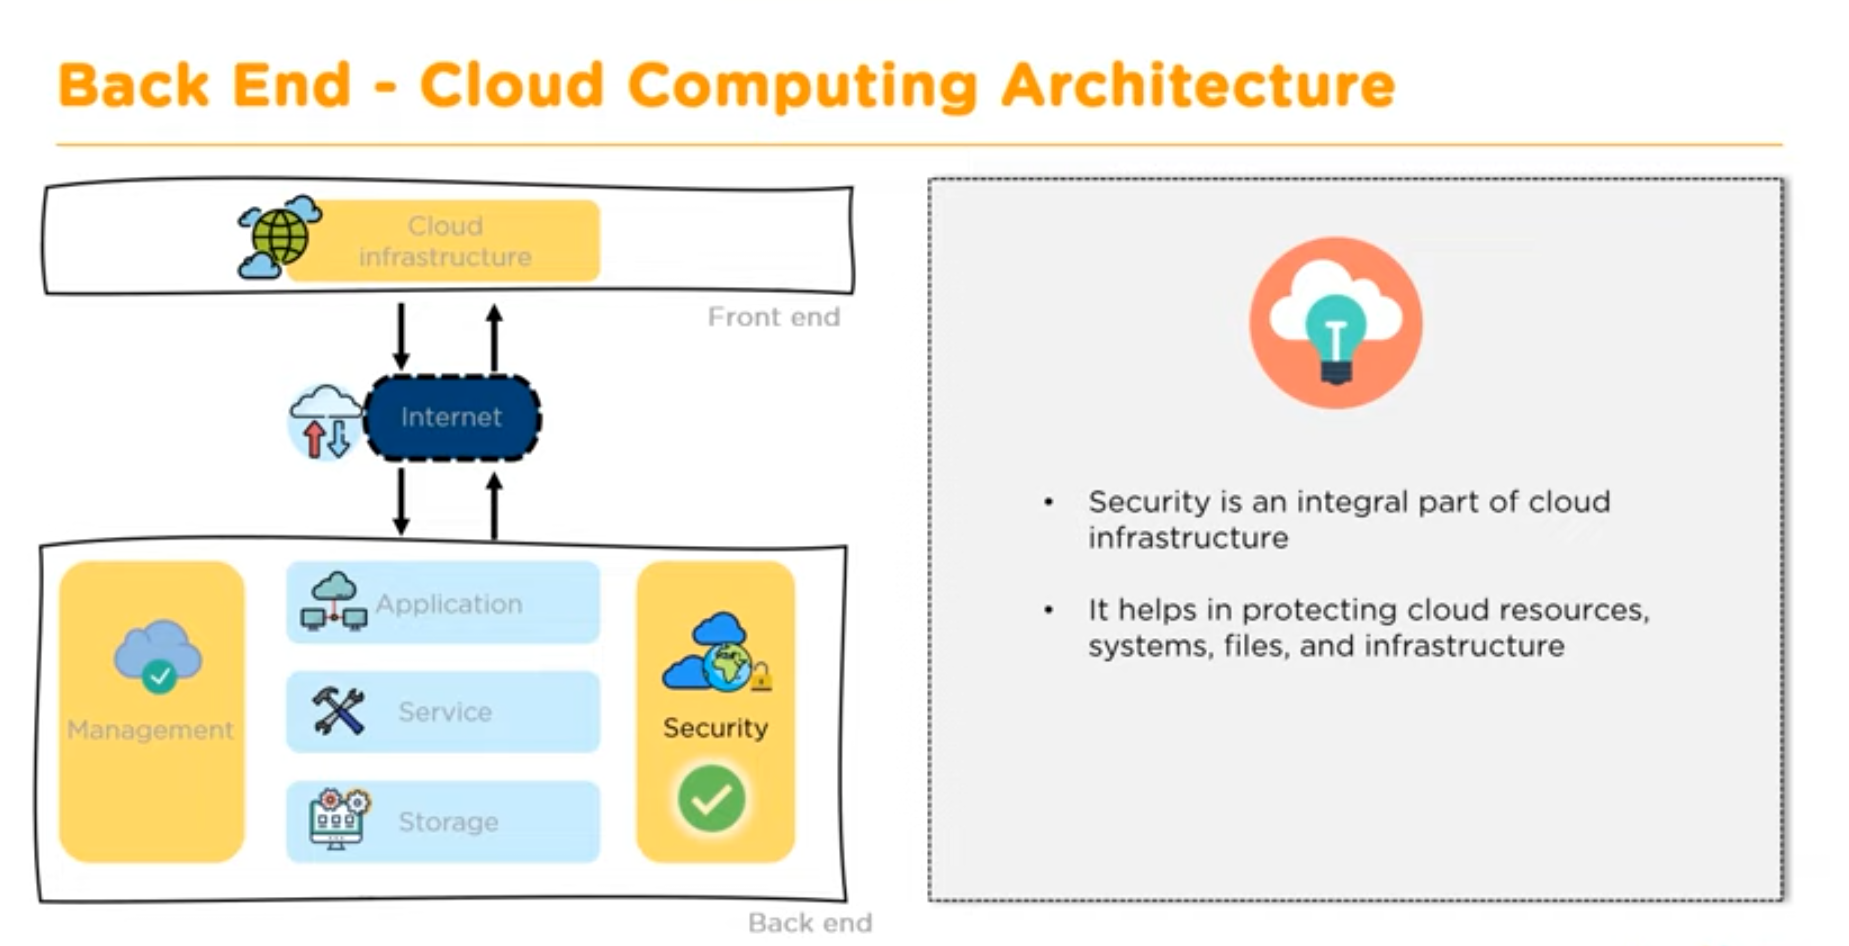 Back End - Cloud Computing Architecture
Cloud
infrastructure
Front end
Internet
Management
Application
Service
Storage
Security
Back end
• Security is an integral part of cloud
infrastructure
• It helps in protecting cloud resources,
systems, files, and infrastructure